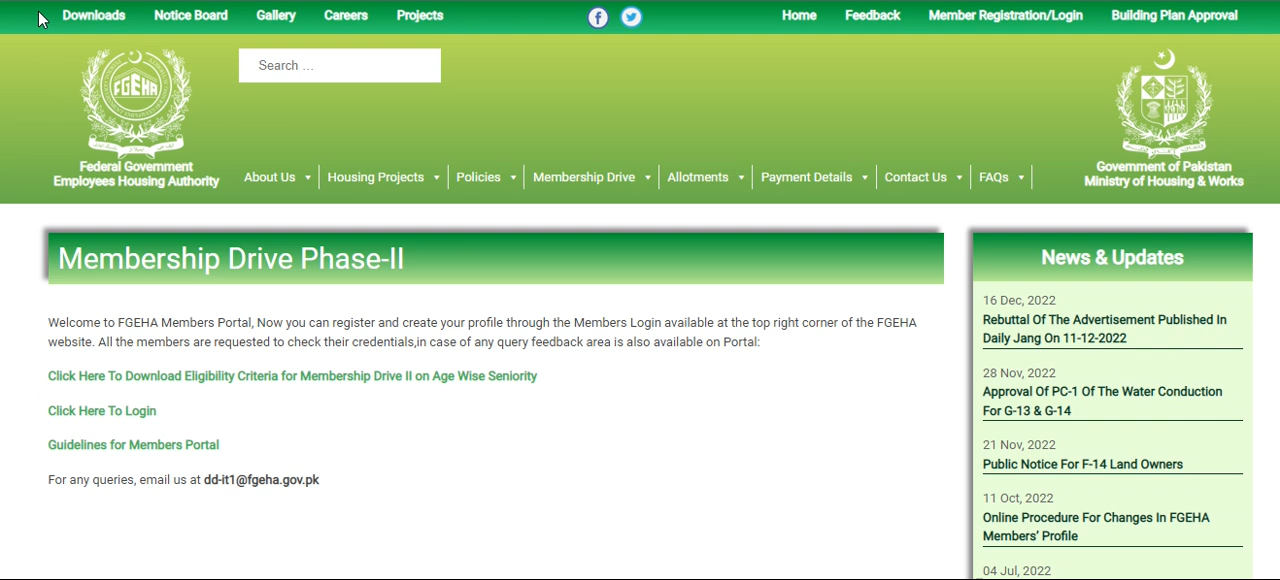 Downloads Notice Board Gallery Careers Projects Home Feedback Member Registration/Login Building Plan Approval
Search ...
FGEHA
Federal Government
Employees Housing Authority
Government of Pakistan
Ministry of Housing & Works
About Us Housing Projects Policies Membership Drive Allotments Payment Details Contact Us FAQs
Membership Drive Phase-II
Welcome to FGEHA Members Portal, Now you can register and create your profile through the Members Login available at the top right corner of the FGEHA
website. All the members are requested to check their credentials,in case of any query feedback area is also available on Portal:
Click Here To Download Eligibility Criteria for Membership Drive II on Age Wise Seniority
Click Here To Login
Guidelines for Members Portal
For any queries, email us at dd-it1@fgeha.gov.pk
News & Updates
16 Dec, 2022
Rebuttal Of The Advertisement Published In
Daily Jang On 11-12-2022
28 Nov, 2022
Approval Of PC-1 Of The Water Conduction
For G-13 & G-14
21 Nov, 2022
Public Notice For F-14 Land Owners
11 Oct, 2022
Online Procedure For Changes In FGEHA
Members' Profile
04 Jul, 2022